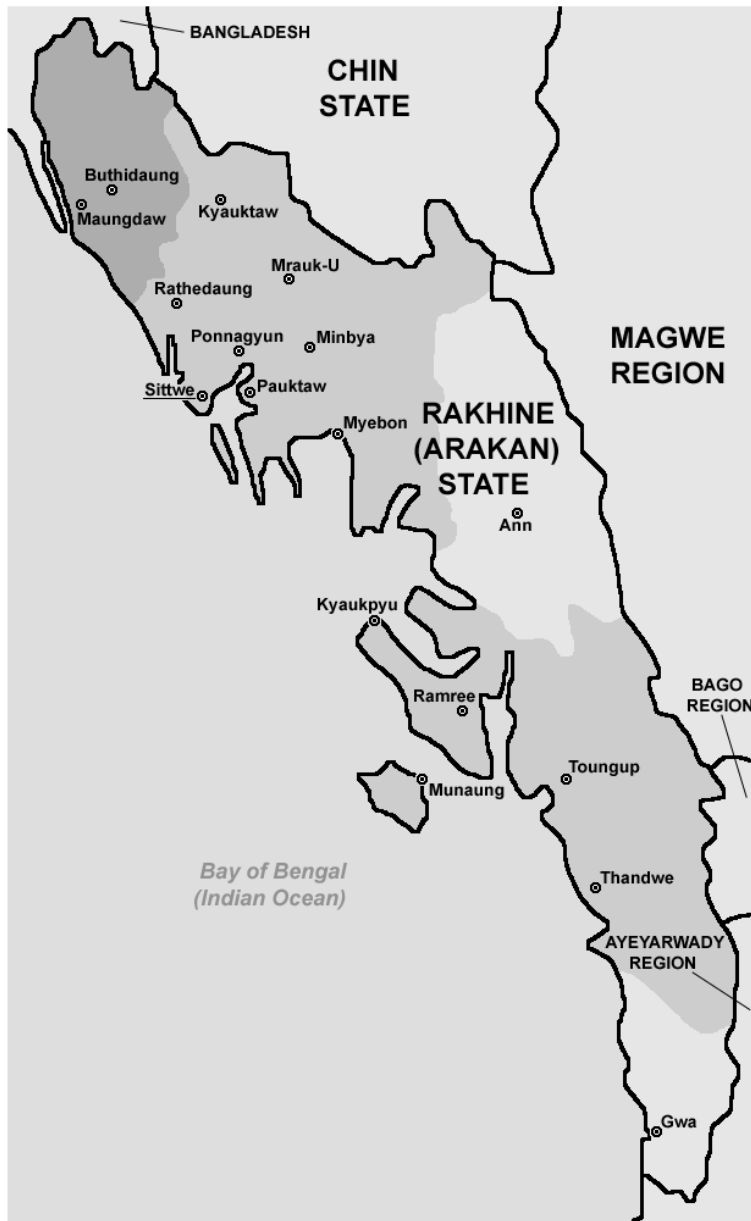 BANGLADESH
CHIN
STATE
Buthidaung
Maungdaw
Kyauktaw
Mrauk-U
Rathedaung
Ponnagyun
Minbya
MAGWE
REGION
Sittwe
Pauktaw
Myebon
RAKHINE
(ARAKAN)
STATE
Ann
Kyaukpyu
Ramree
BAGO
REGION
Munaung
Toungup
Bay of Bengal
(Indian Ocean)
Thandwe
AYEYARWADY
REGION
Gwa